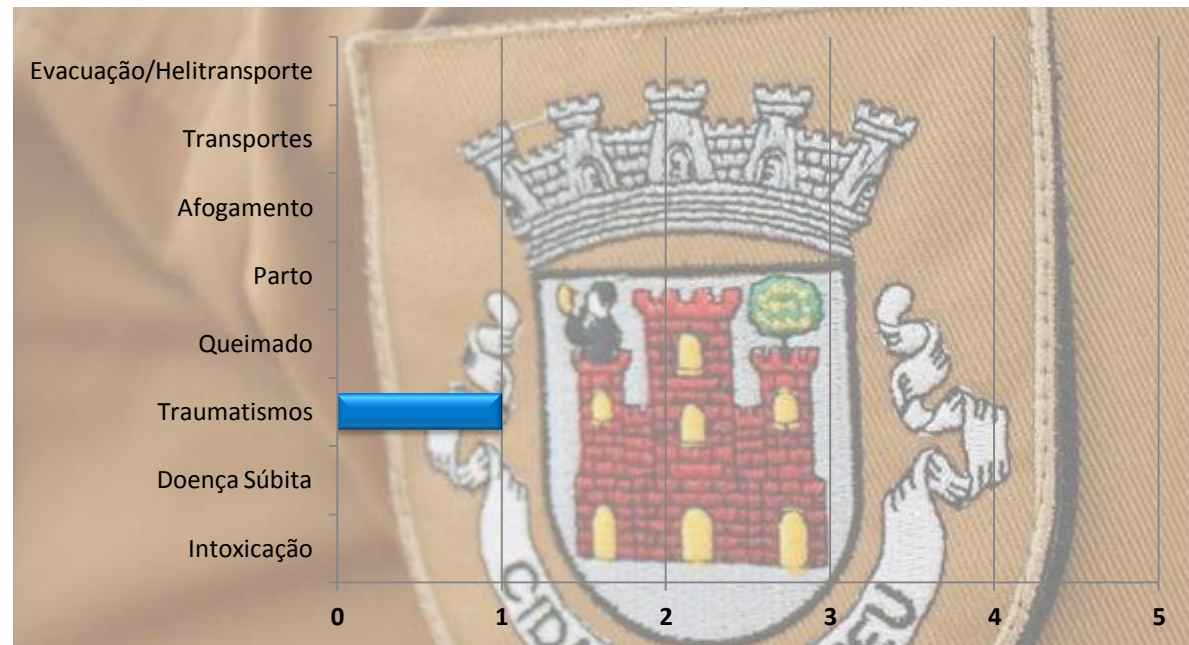 Evacuação/Helitransporte
Transportes
Afogamento
Parto
Queimado
Traumatismos
Doença Súbita
Intoxicação
0 1 2 3 4 5